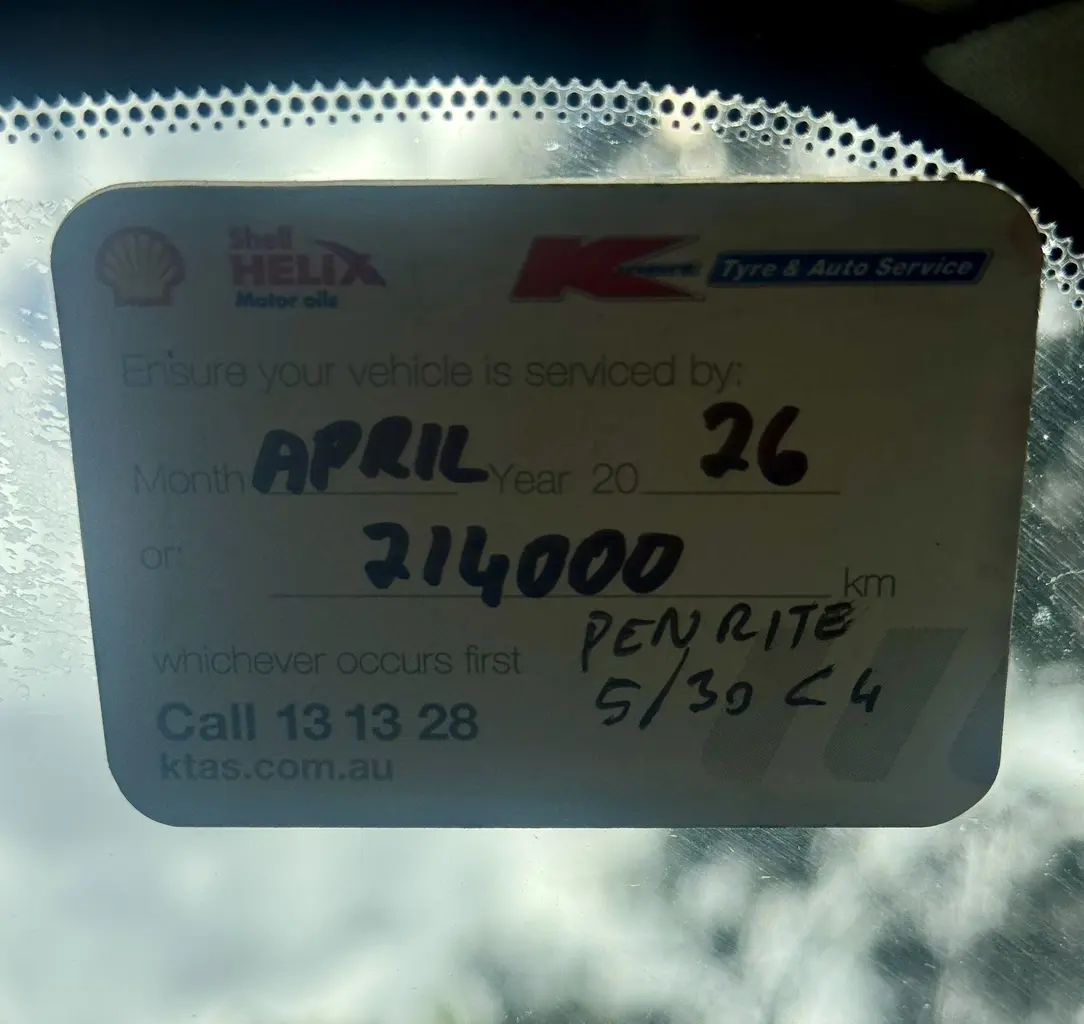 Shell
HELIX
Motor oils
Kmart Tyre & Auto Service
Ensure your vehicle is serviced by:
Month APRIL Year 20 26
or: 214000 km
PENRITE
whichever occurs first
5/30 C4
Call 13 13 28
ktas.com.au